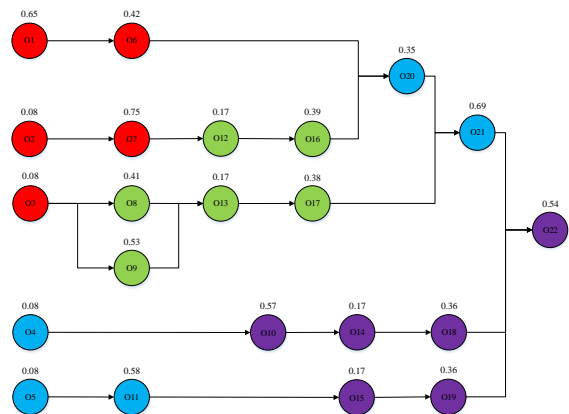 0.65 0.42
O1 O6
0.35
O20
0.08 0.75 0.17 0.39
0.69
O2 O7 O12 O16
O21
0.08 0.41 0.17 0.38
O3 O8 O13 O17
0.54
O22
0.53
O9
0.08 0.57 0.17 0.36
O4 O10 O14 O18
0.08 0.58 0.17 0.36
O5 O11 O15 O19